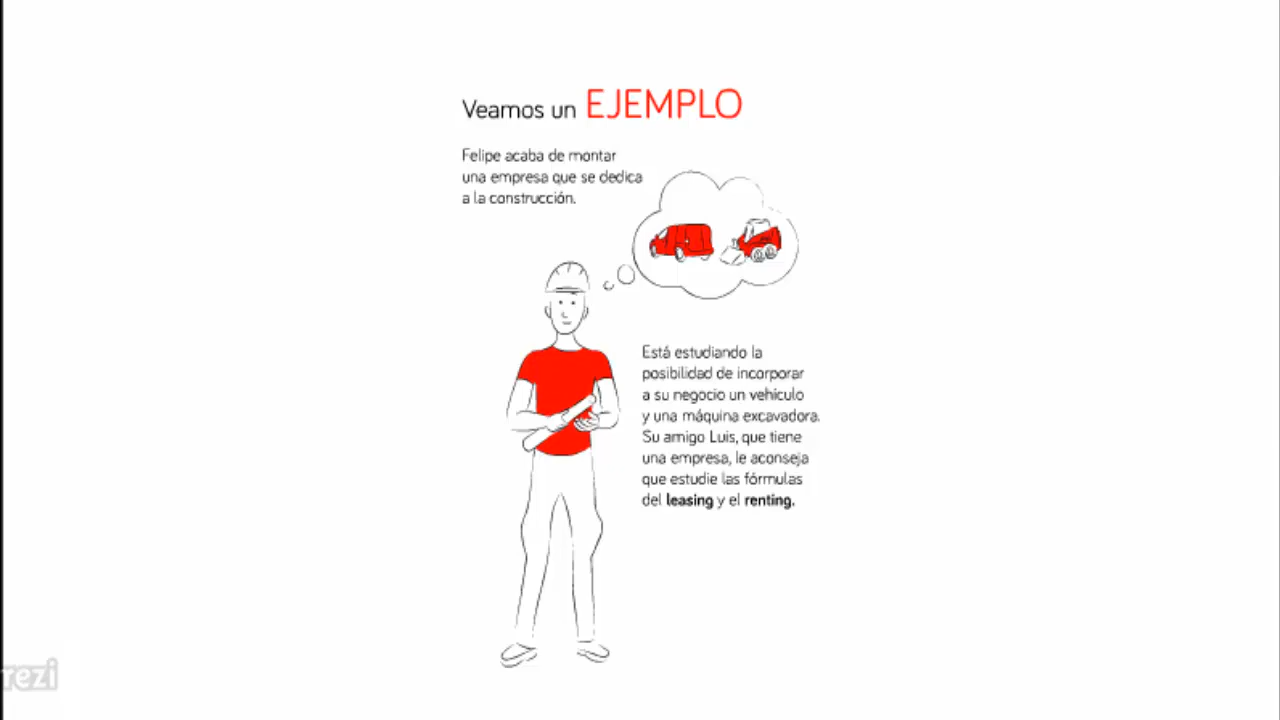 Veamos un EJEMPLO
Felipe acaba de montar
una empresa que se dedica
a la construcción.
Está estudiando la
posibilidad de incorporar
a su negocio un vehículo
y una máquina excavadora.
Su amigo Luis, que tiene
una empresa, le aconseja
que estudie las fórmulas
del leasing y el renting.
rezi